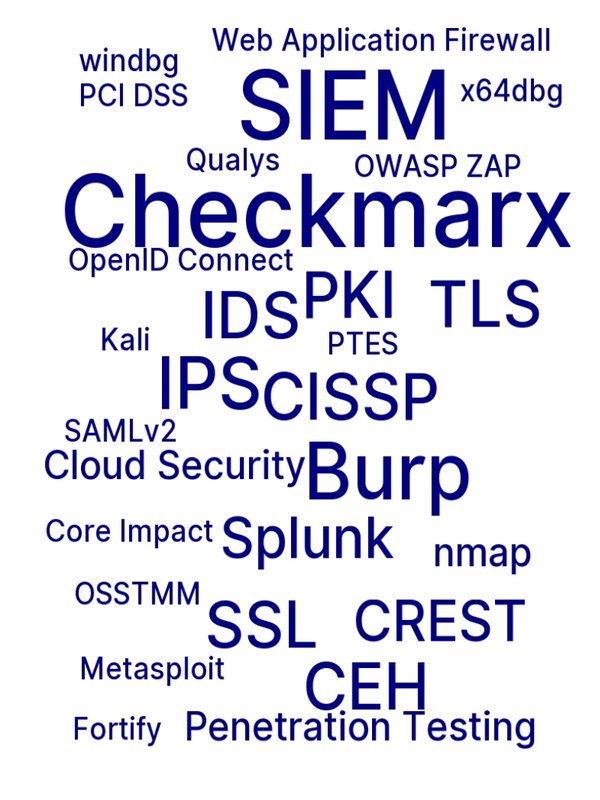 Web Application Firewall
windbg
SIEM
x64dbg
PCI DSS
Qualys
OWASP ZAP
Checkmarx
OpenID Connect
PKI
TLS
IDS
Kali
PTES
IPS
CISSP
SAMLv2
Cloud Security
Burp
Core Impact
Splunk
nmap
OSSTMM
SSL
CREST
Metasploit
CEH
Fortify
Penetration Testing